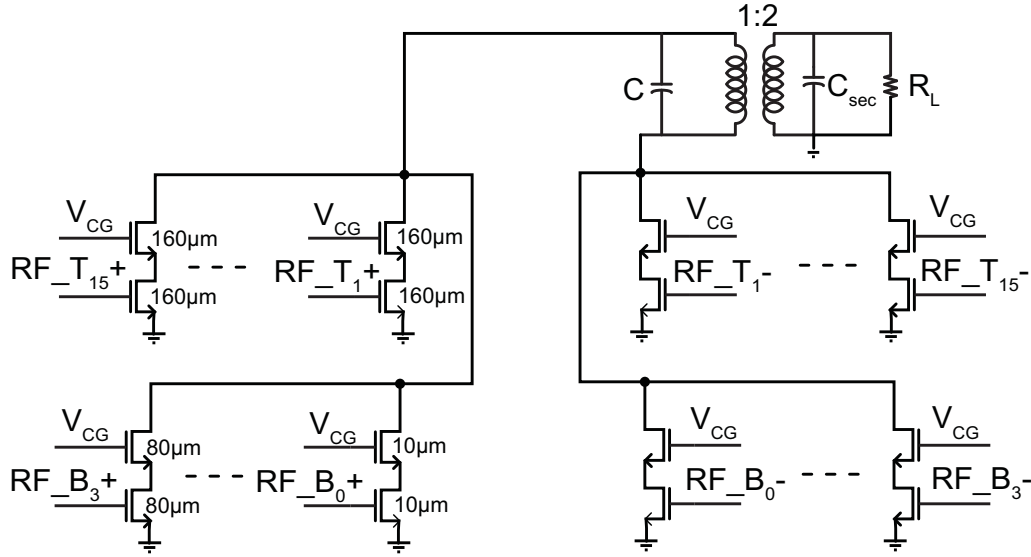 1:2
C
C_sec
R_L
V_CG
160µm
RF_T_15+
160µm
V_CG
160µm
RF_T_1+
160µm
V_CG
RF_T_1-
V_CG
RF_T_15-
V_CG
80µm
RF_B_3+
80µm
V_CG
10µm
RF_B_0+
10µm
V_CG
RF_B_0-
V_CG
RF_B_3-